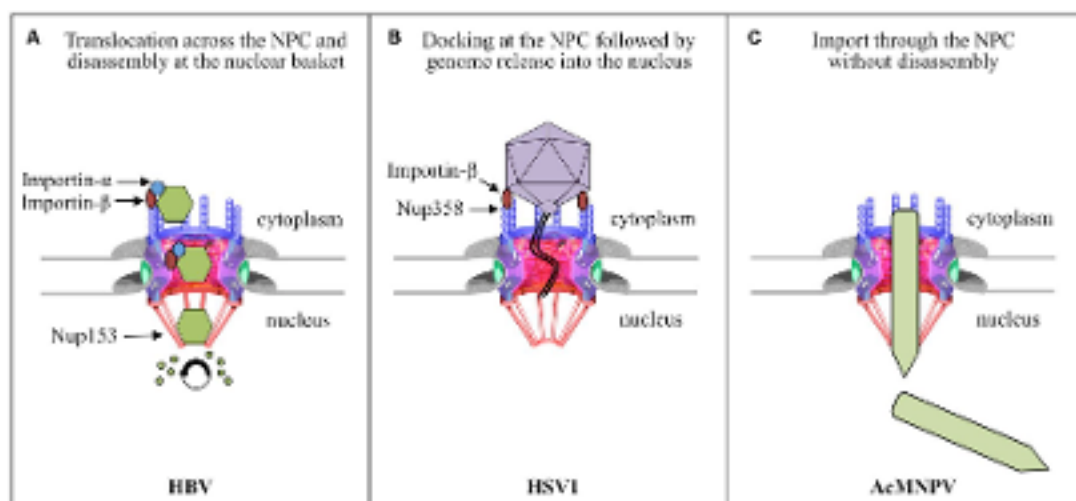 A Translocation across the NPC and
disassembly at the nuclear basket
Importin-α
Importin-β
cytoplasm
nucleus
Nup153
HBV
B Docking at the NPC followed by
genome release into the nucleus
Importin-β
Nup358
cytoplasm
nucleus
HSV1
C Import through the NPC
without disassembly
cytoplasm
nucleus
AcMNPV